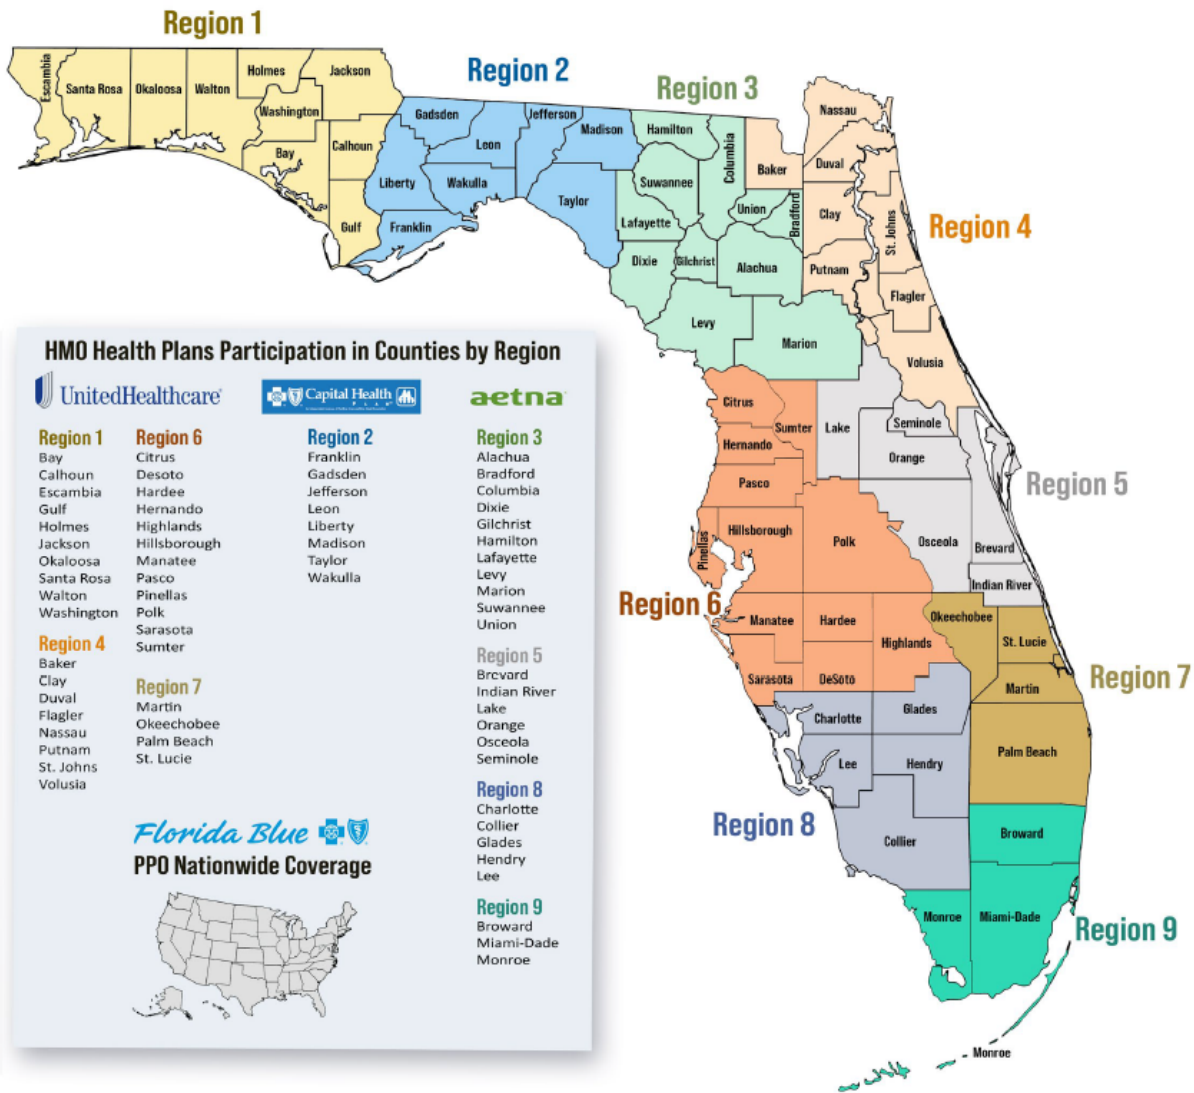 Region 1
Region 2
Region 3
Region 4
Region 5
Region 6
Region 7
Region 8
Region 9
Escambia
Santa Rosa
Okaloosa
Walton
Holmes
Jackson
Washington
Bay
Calhoun
Gulf
Gadsden
Liberty
Franklin
Leon
Wakulla
Jefferson
Madison
Taylor
Hamilton
Columbia
Suwannee
Lafayette
Union
Bradford
Dixie
Gilchrist
Alachua
Levy
Marion
Nassau
Baker
Duval
Clay
St. Johns
Putnam
Flagler
Volusia
Citrus
Sumter
Hernando
Pasco
Pinellas
Hillsborough
Polk
Manatee
Hardee
Highlands
Sarasota
DeSoto
Lake
Seminole
Orange
Osceola
Brevard
Indian River
Okeechobee
St. Lucie
Martin
Palm Beach
Charlotte
Glades
Lee
Hendry
Collier
Broward
Monroe
Miami-Dade
Monroe
HMO Health Plans Participation in Counties by Region
UnitedHealthcare
Region 1
Bay
Calhoun
Escambia
Gulf
Holmes
Jackson
Okaloosa
Santa Rosa
Walton
Washington
Region 4
Baker
Clay
Duval
Flagler
Nassau
Putnam
St. Johns
Volusia
Region 6
Citrus
Desoto
Hardee
Hernando
Highlands
Hillsborough
Manatee
Pasco
Pinellas
Polk
Sarasota
Sumter
Region 7
Martin
Okeechobee
Palm Beach
St. Lucie
Capital Health
PLAN
Region 2
Franklin
Gadsden
Jefferson
Leon
Liberty
Madison
Taylor
Wakulla
aetna
Region 3
Alachua
Bradford
Columbia
Dixie
Gilchrist
Hamilton
Lafayette
Levy
Marion
Suwannee
Union
Region 5
Brevard
Indian River
Lake
Orange
Osceola
Seminole
Region 8
Charlotte
Collier
Glades
Hendry
Lee
Region 9
Broward
Miami-Dade
Monroe
Florida Blue
PPO Nationwide Coverage